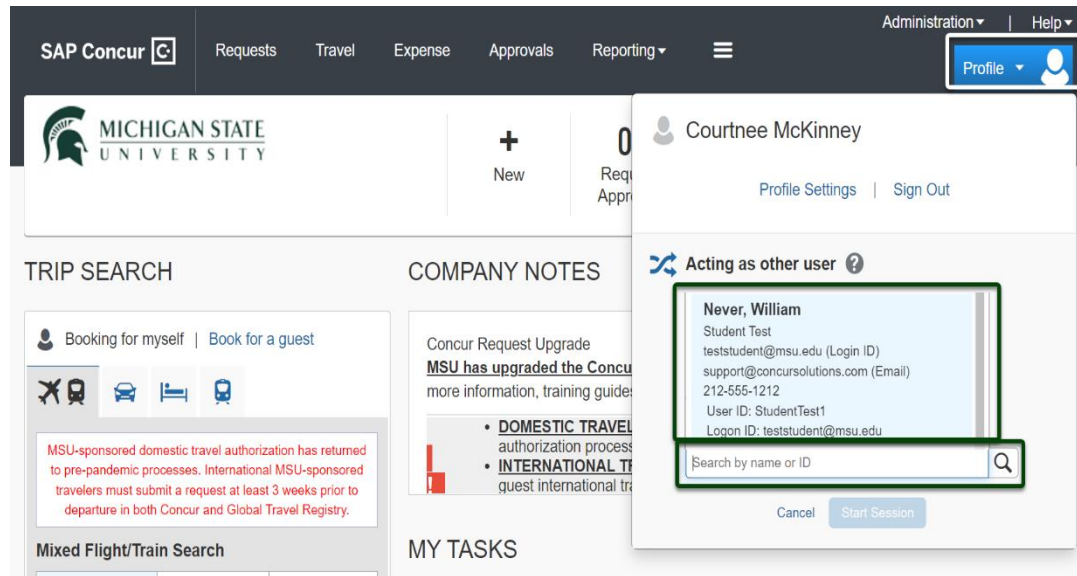 Administration | Help
SAP Concur C. Requests Travel Expense Approvals Reporting
Profile
MICHIGAN STATE
UNIVERSITY
+
New
0
Courtnee McKinney
Profile Settings | Sign Out
TRIP SEARCH
Booking for myself | Book for a guest
MSU-sponsored domestic travel authorization has returned
to pre-pandemic processes. International MSU-sponsored
travelers must submit a request at least 3 weeks prior to
departure in both Concur and Global Travel Registry.
Mixed Flight/Train Search
COMPANY NOTES
Concur Request Upgrade
MSU has upgraded the
more information, training
• DOMESTIC
authorization
• INTERNATIONAL
guest international
!
MY TASKS
Acting as other user ?
Never, William
Student Test
teststudent@msu.edu (Login ID)
support@concursolutions.com (Email)
212-555-1212
User ID: StudentTest1
Logon ID: teststudent@msu.edu
Search by name or ID
Cancel Start Session